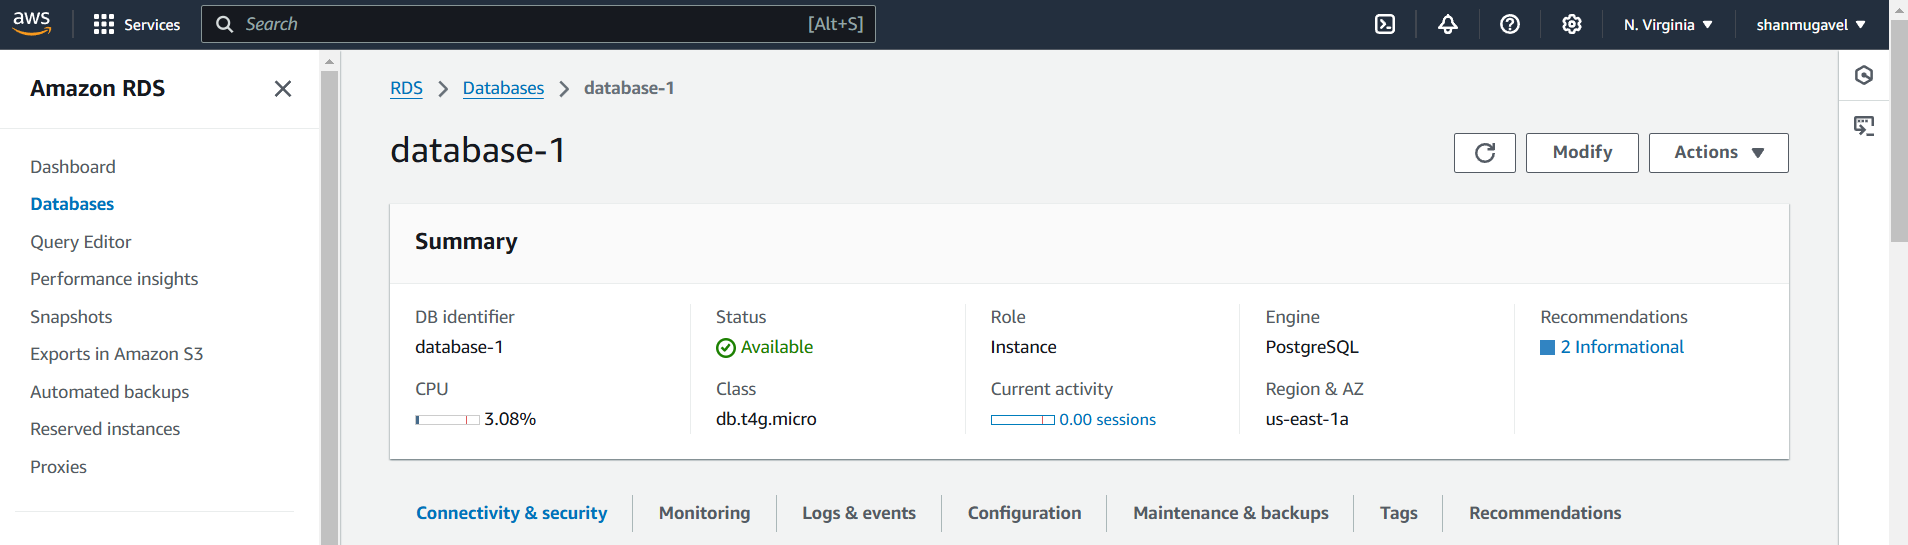 aws
Services
Search [Alt+S]
N. Virginia
shanmugavel
Amazon RDS
Dashboard
Databases
Query Editor
Performance insights
Snapshots
Exports in Amazon S3
Automated backups
Reserved instances
Proxies
RDS > Databases > database-1
database-1
Modify
Actions
Summary
DB identifier
database-1
CPU
3.08%
Status
Available
Class
db.t4g.micro
Role
Instance
Current activity
0.00 sessions
Engine
PostgreSQL
Region & AZ
us-east-1a
Recommendations
2 Informational
Connectivity & security
Monitoring
Logs & events
Configuration
Maintenance & backups
Tags
Recommendations